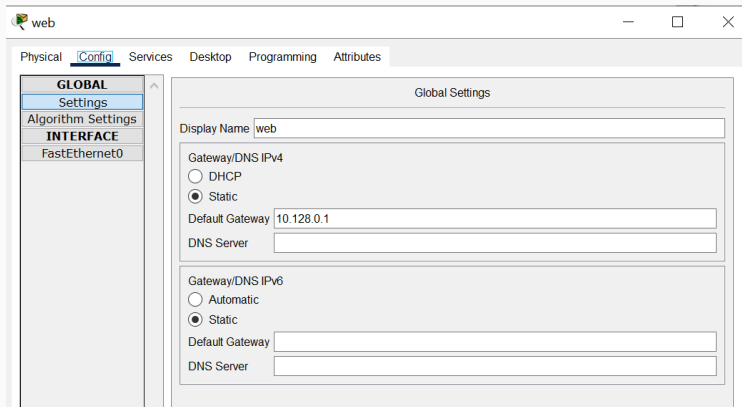 web
Physical Config Services Desktop Programming Attributes
GLOBAL
Settings
Algorithm Settings
INTERFACE
FastEthernet0
Global Settings
Display Name web
Gateway/DNS IPv4
DHCP
Static
Default Gateway 10.128.0.1
DNS Server
Gateway/DNS IPv6
Automatic
Static
Default Gateway
DNS Server